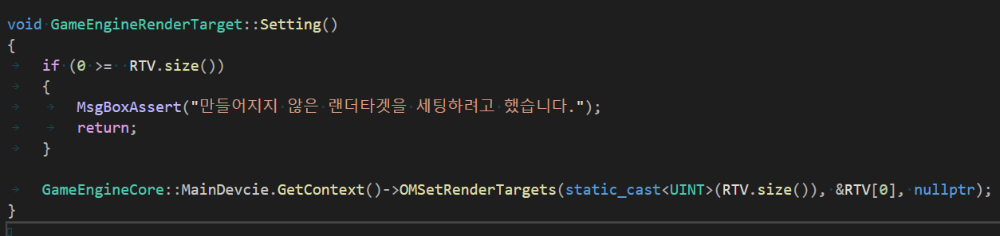 void GameEngineRenderTarget::Setting()
{
if (0 >=  RTV.size())
{
MsgBoxAssert("만들어지지 않은 랜더타겟을 세팅하려고 했습니다.");
return;
}
GameEngineCore::MainDevcie.GetContext()->OMSetRenderTargets(static_cast<UINT>(RTV.size()), &RTV[0], nullptr);
}